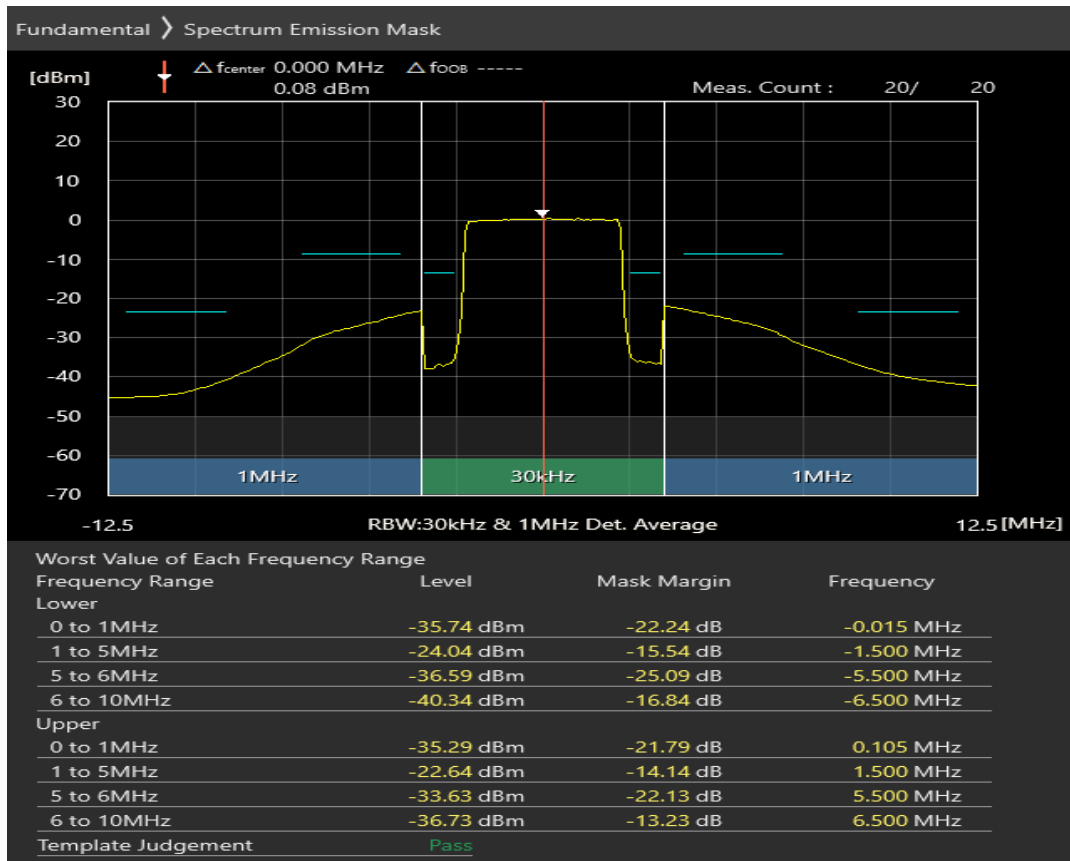 Fundamental ❯ Spectrum Emission Mask
[dBm] △ fcenter 0.000 MHz △ fOOB -----
0.08 dBm Meas. Count : 20/ 20
30
20
10
0
-10
-20
-30
-40
-50
-60
-70
1MHz 30kHz 1MHz
-12.5 RBW:30kHz & 1MHz Det. Average 12.5 [MHz]
Worst Value of Each Frequency Range
Frequency Range Level Mask Margin Frequency
Lower
0 to 1MHz -35.74 dBm -22.24 dB -0.015 MHz
1 to 5MHz -24.04 dBm -15.54 dB -1.500 MHz
5 to 6MHz -36.59 dBm -25.09 dB -5.500 MHz
6 to 10MHz -40.34 dBm -16.84 dB -6.500 MHz
Upper
0 to 1MHz -35.29 dBm -21.79 dB 0.105 MHz
1 to 5MHz -22.64 dBm -14.14 dB 1.500 MHz
5 to 6MHz -33.63 dBm -22.13 dB 5.500 MHz
6 to 10MHz -36.73 dBm -13.23 dB 6.500 MHz
Template Judgement Pass